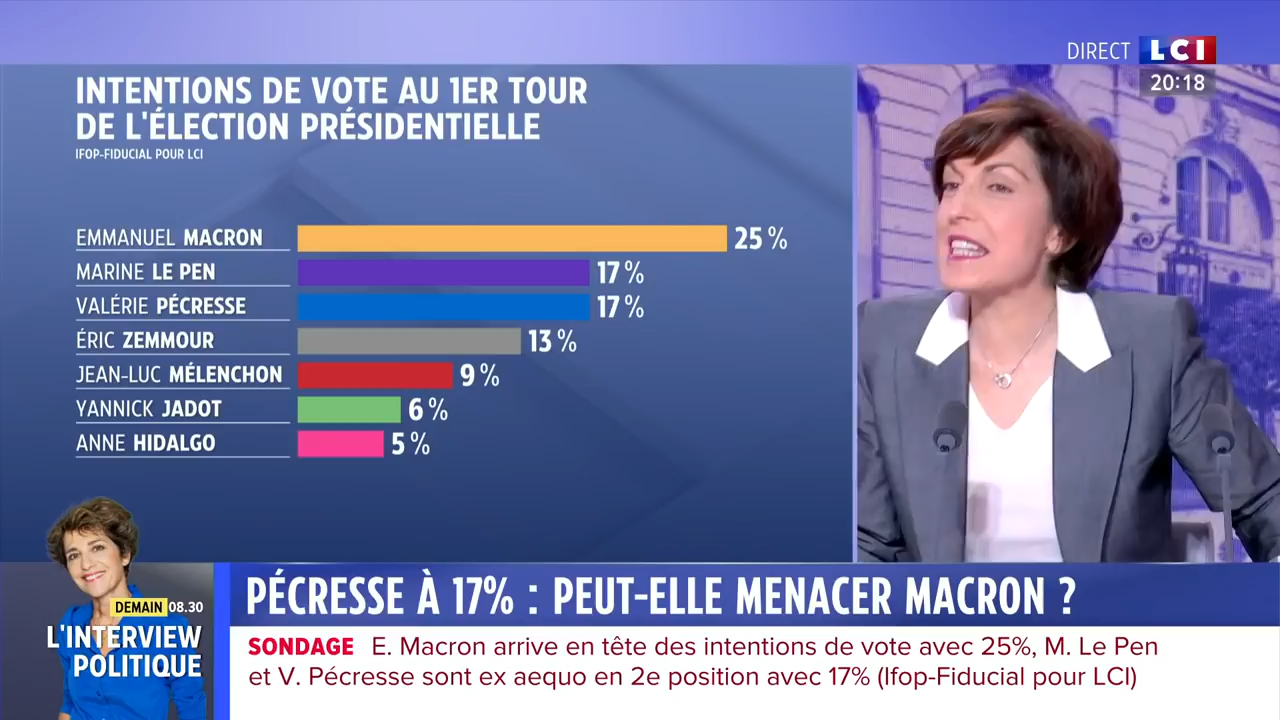 DIRECT LCI
20:18
INTENTIONS DE VOTE AU 1ER TOUR
DE L'ÉLECTION PRÉSIDENTIELLE
IFOP-FIDUCIAL POUR LCI
EMMANUEL MACRON 25 %
MARINE LE PEN 17 %
VALÉRIE PÉCRESSE 17 %
ÉRIC ZEMMOUR 13 %
JEAN-LUC MÉLENCHON 9 %
YANNICK JADOT 6 %
ANNE HIDALGO 5 %
DEMAIN 08.30
L'INTERVIEW
POLITIQUE
PÉCRESSE À 17% : PEUT-ELLE MENACER MACRON ?
SONDAGE E. Macron arrive en tête des intentions de vote avec 25%, M. Le Pen
et V. Pécresse sont ex aequo en 2e position avec 17% (Ifop-Fiducial pour LCI)